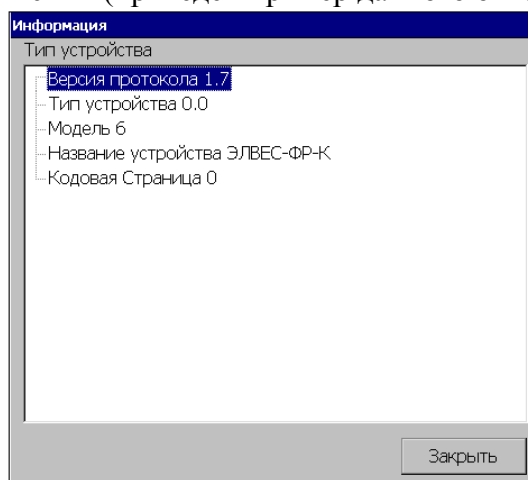 Информация
Тип устройства
Версия протокола 1.7
Тип устройства 0.0
Модель 6
Название устройства ЭЛВЕС-ФР-К
Кодовая Страница 0
Закрыть